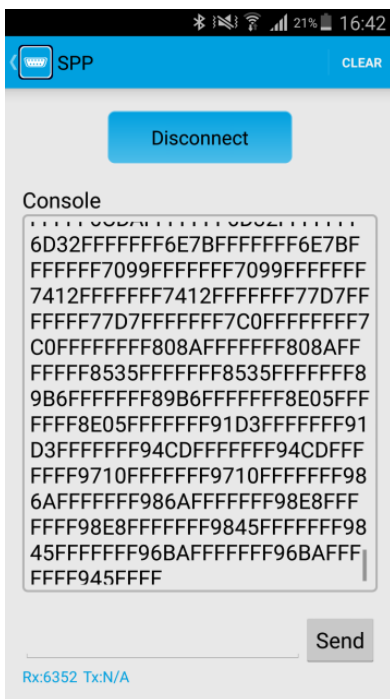 21% 16:42
SPP CLEAR
Disconnect
Console
6D32FFFFFFF6E7BFFFFFFF6E7BF
FFFFFF7099FFFFFFF7099FFFFFFF
7412FFFFFFF7412FFFFFFF77D7FF
FFFFF77D7FFFFFFF7C0FFFFFFFF7
C0FFFFFFFF808AFFFFFFF808AFF
FFFFF8535FFFFFFF8535FFFFFFF8
9B6FFFFFFF89B6FFFFFFF8E05FFF
FFFF8E05FFFFFFF91D3FFFFFFF91
D3FFFFFFF94CDFFFFFFF94CDFFF
FFFF9710FFFFFFF9710FFFFFFF98
6AFFFFFFF986AFFFFFFF98E8FFF
FFFF98E8FFFFFFF9845FFFFFFF98
45FFFFFFF96BAFFFFFFF96BAFFF
FFFF945FFFF
Send
Rx:6352 Tx:N/A